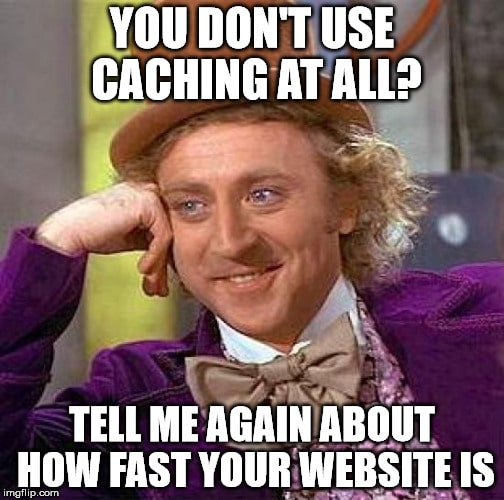 YOU DON'T USE
CACHING AT ALL?
TELL ME AGAIN ABOUT
HOW FAST YOUR WEBSITE IS
imgflip.com